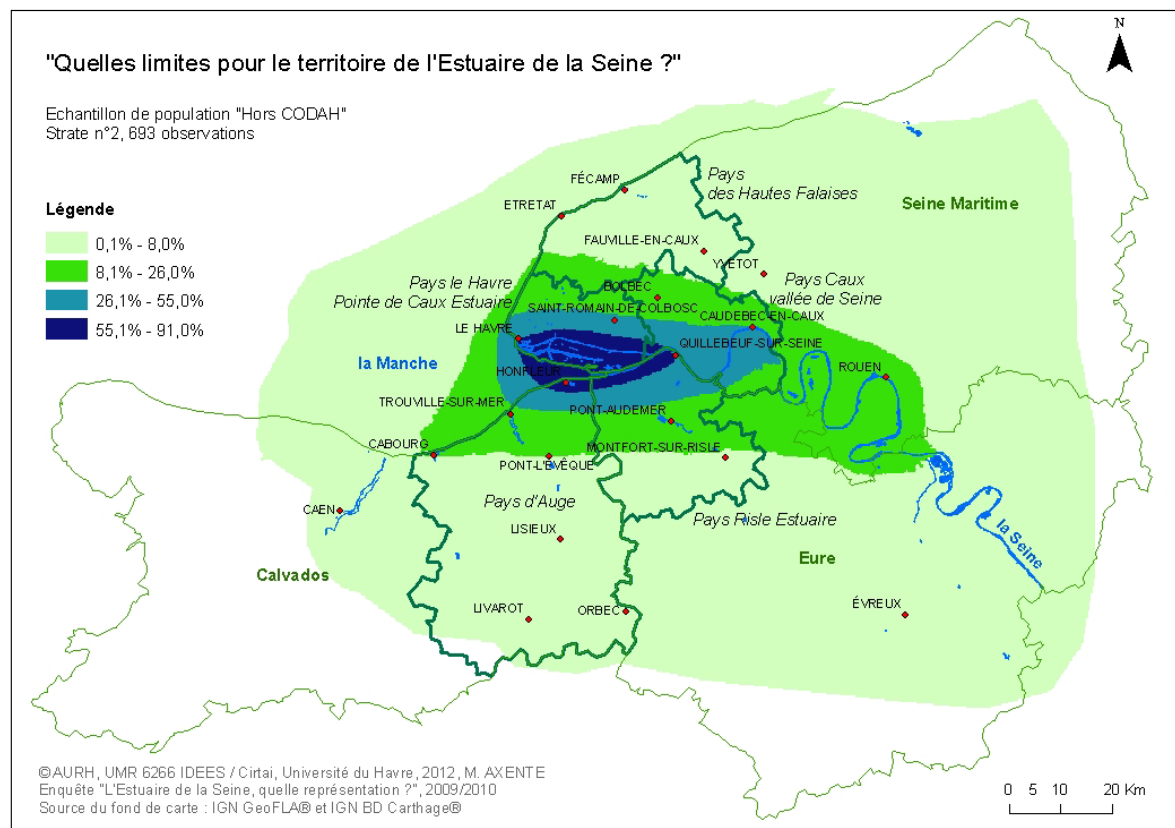 "Quelles limites pour le territoire de l'Estuaire de la Seine ?"
N
Echantillon de population "Hors CODAH"
Strate n°2, 693 observations
Légende
0,1% - 8,0%
8,1% - 26,0%
26,1% - 55,0%
55,1% - 91,0%
FÉCAMP
Pays
des Hautes Falaises
ETRETAT
Seine Maritime
FAUVILLE-EN-CAUX
YVETOT
Pays le Havre
Pointe de Caux Estuaire
Pays Caux
vallée de Seine
BOLBEC
SAINT-ROMAIN-DE-COLBOSC
CAUDEBEC-EN-CAUX
LE HAVRE
QUILLEBEUF-SUR-SEINE
la Manche
HONFLEUR
ROUEN
TROUVILLE-SUR-MER
PONT-AUDEMER
CABOURG
MONTFORT-SUR-RISLE
PONT-L'ÉVÊQUE
Pays d'Auge
CAEN
Pays Risle Estuaire
LISIEUX
la Seine
Eure
Calvados
LIVAROT
ORBEC
ÉVREUX
©AURH, UMR 6266 IDEES / Cirtai, Université du Havre, 2012, M. AXENTE
Enquête "L'Estuaire de la Seine, quelle représentation ?", 2009/2010
Source du fond de carte : IGN GeoFLA® et IGN BD Carthage®
0 5 10 20 Km